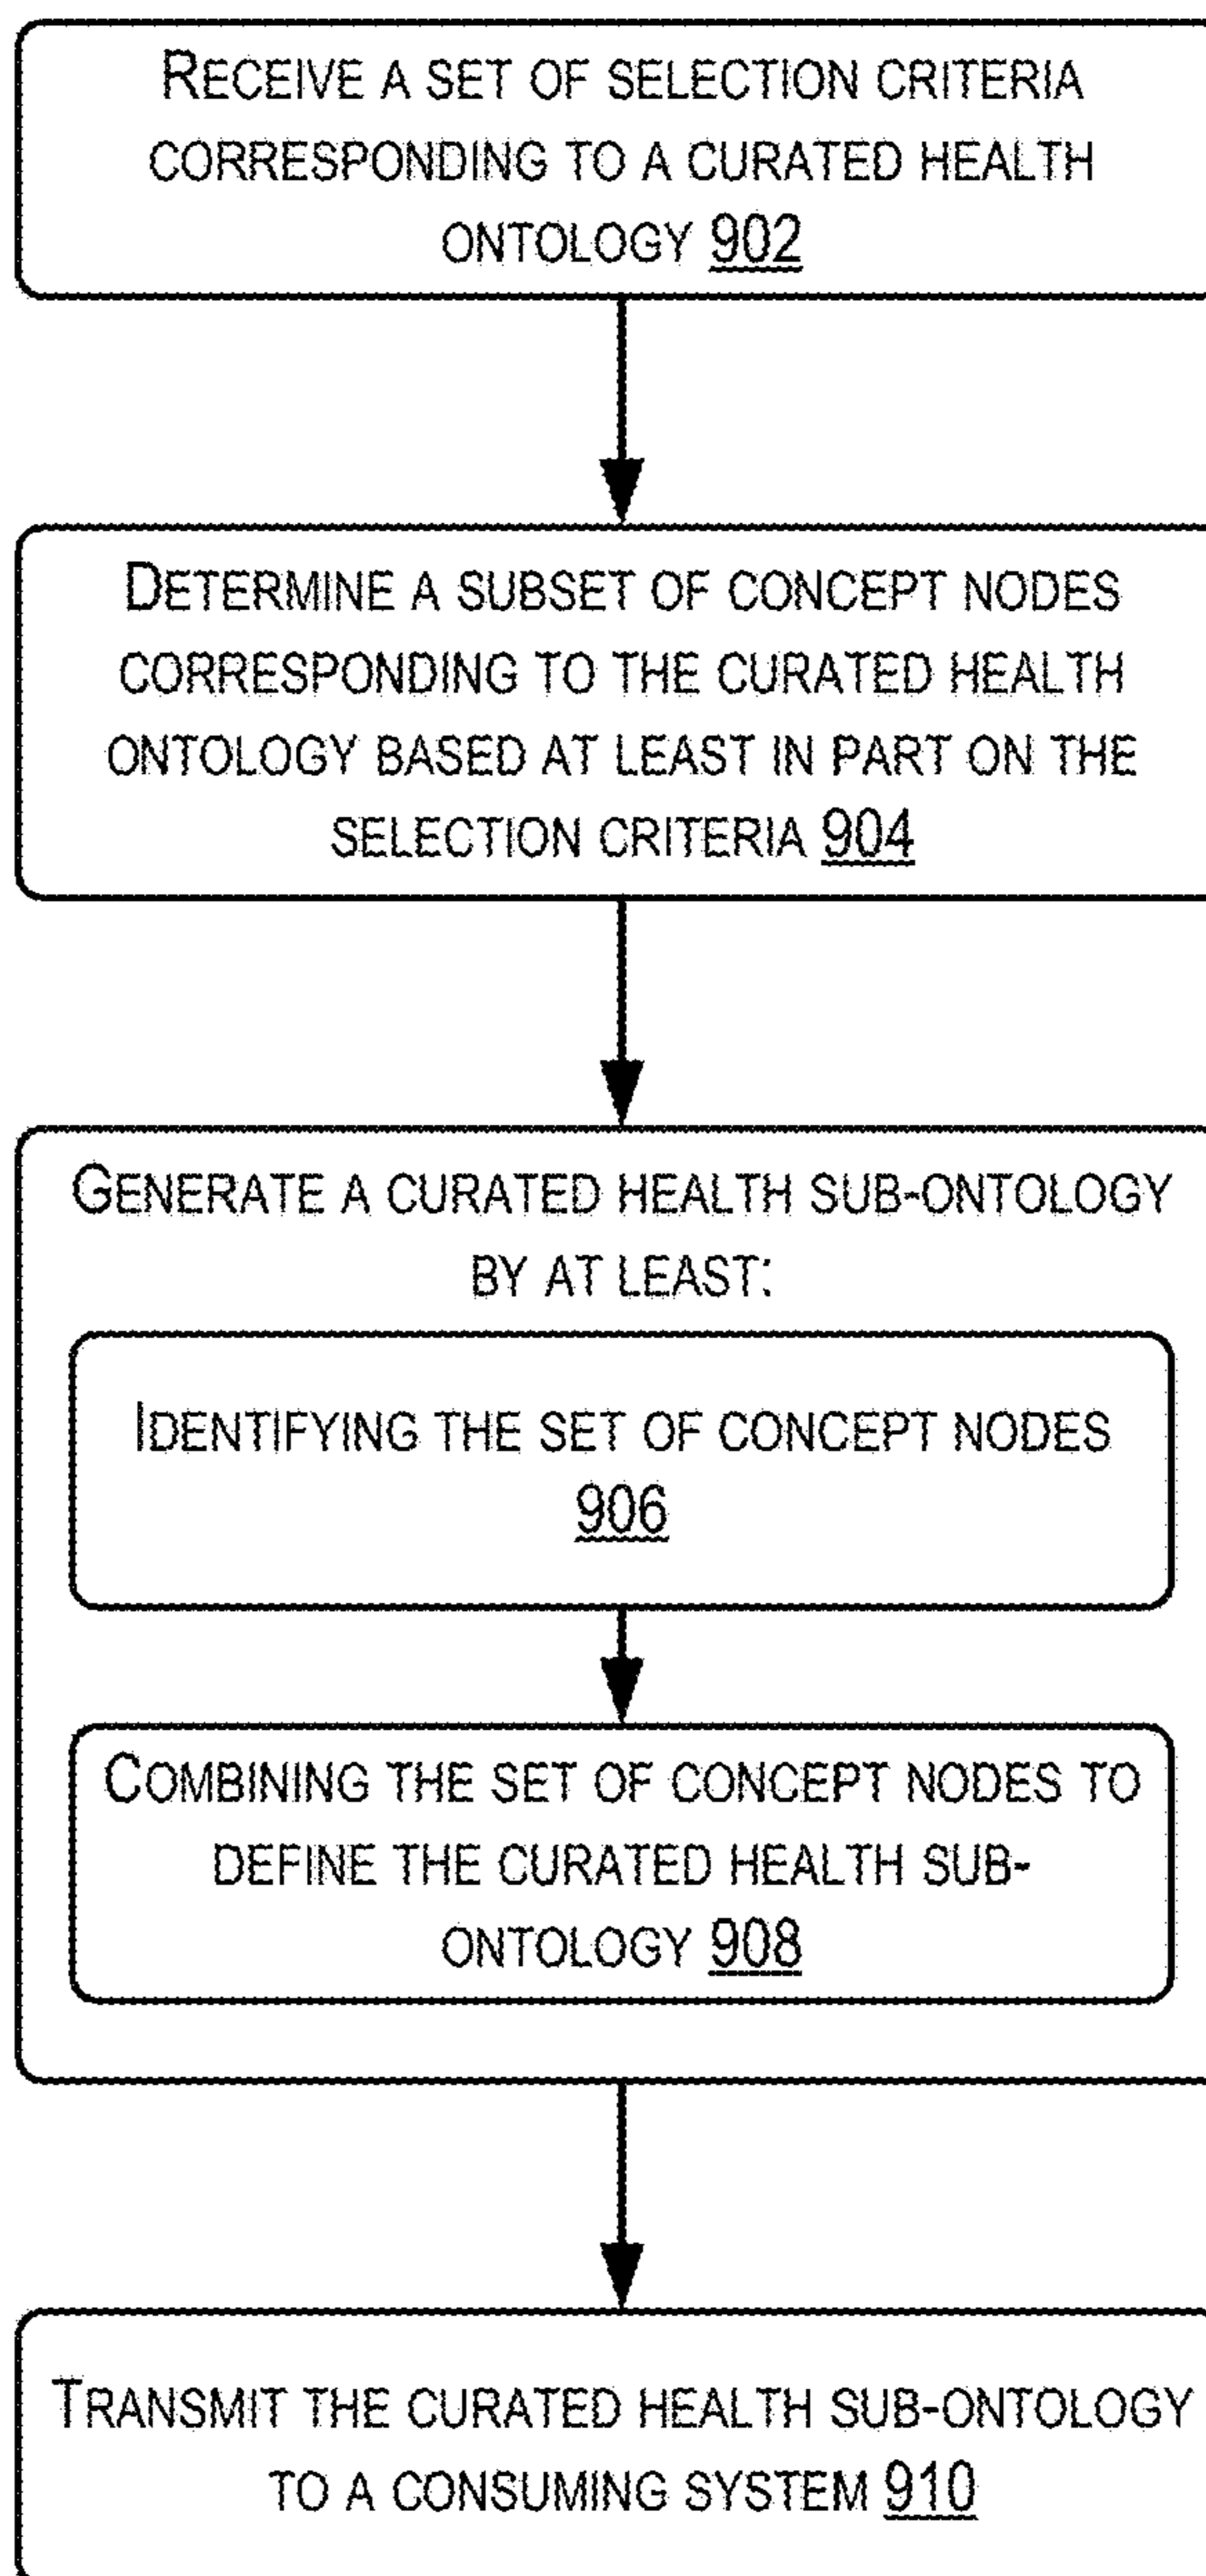 RECEIVE A SET OF SELECTION CRITERIA
CORRESPONDING TO A CURATED HEALTH
ONTOLOGY 902
DETERMINE A SUBSET OF CONCEPT NODES
CORRESPONDING TO THE CURATED HEALTH
ONTOLOGY BASED AT LEAST IN PART ON THE
SELECTION CRITERIA 904
GENERATE A CURATED HEALTH SUB-ONTOLOGY
BY AT LEAST:
IDENTIFYING THE SET OF CONCEPT NODES
906
COMBINING THE SET OF CONCEPT NODES TO
DEFINE THE CURATED HEALTH SUB-
ONTOLOGY 908
TRANSMIT THE CURATED HEALTH SUB-ONTOLOGY
TO A CONSUMING SYSTEM 910